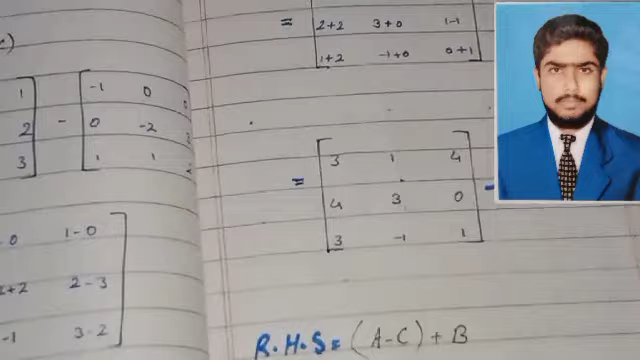 c)
1
2
3
- -1 0
0 -2
1 1
- 0 1 - 0
+ 2 2 - 3
- 1 3 - 2
= 2+2 3+0 1-1
1+2 -1+0 0+1
= 3 1 4
4 3 0
3 -1 1
R.H.S = (A-C) + B